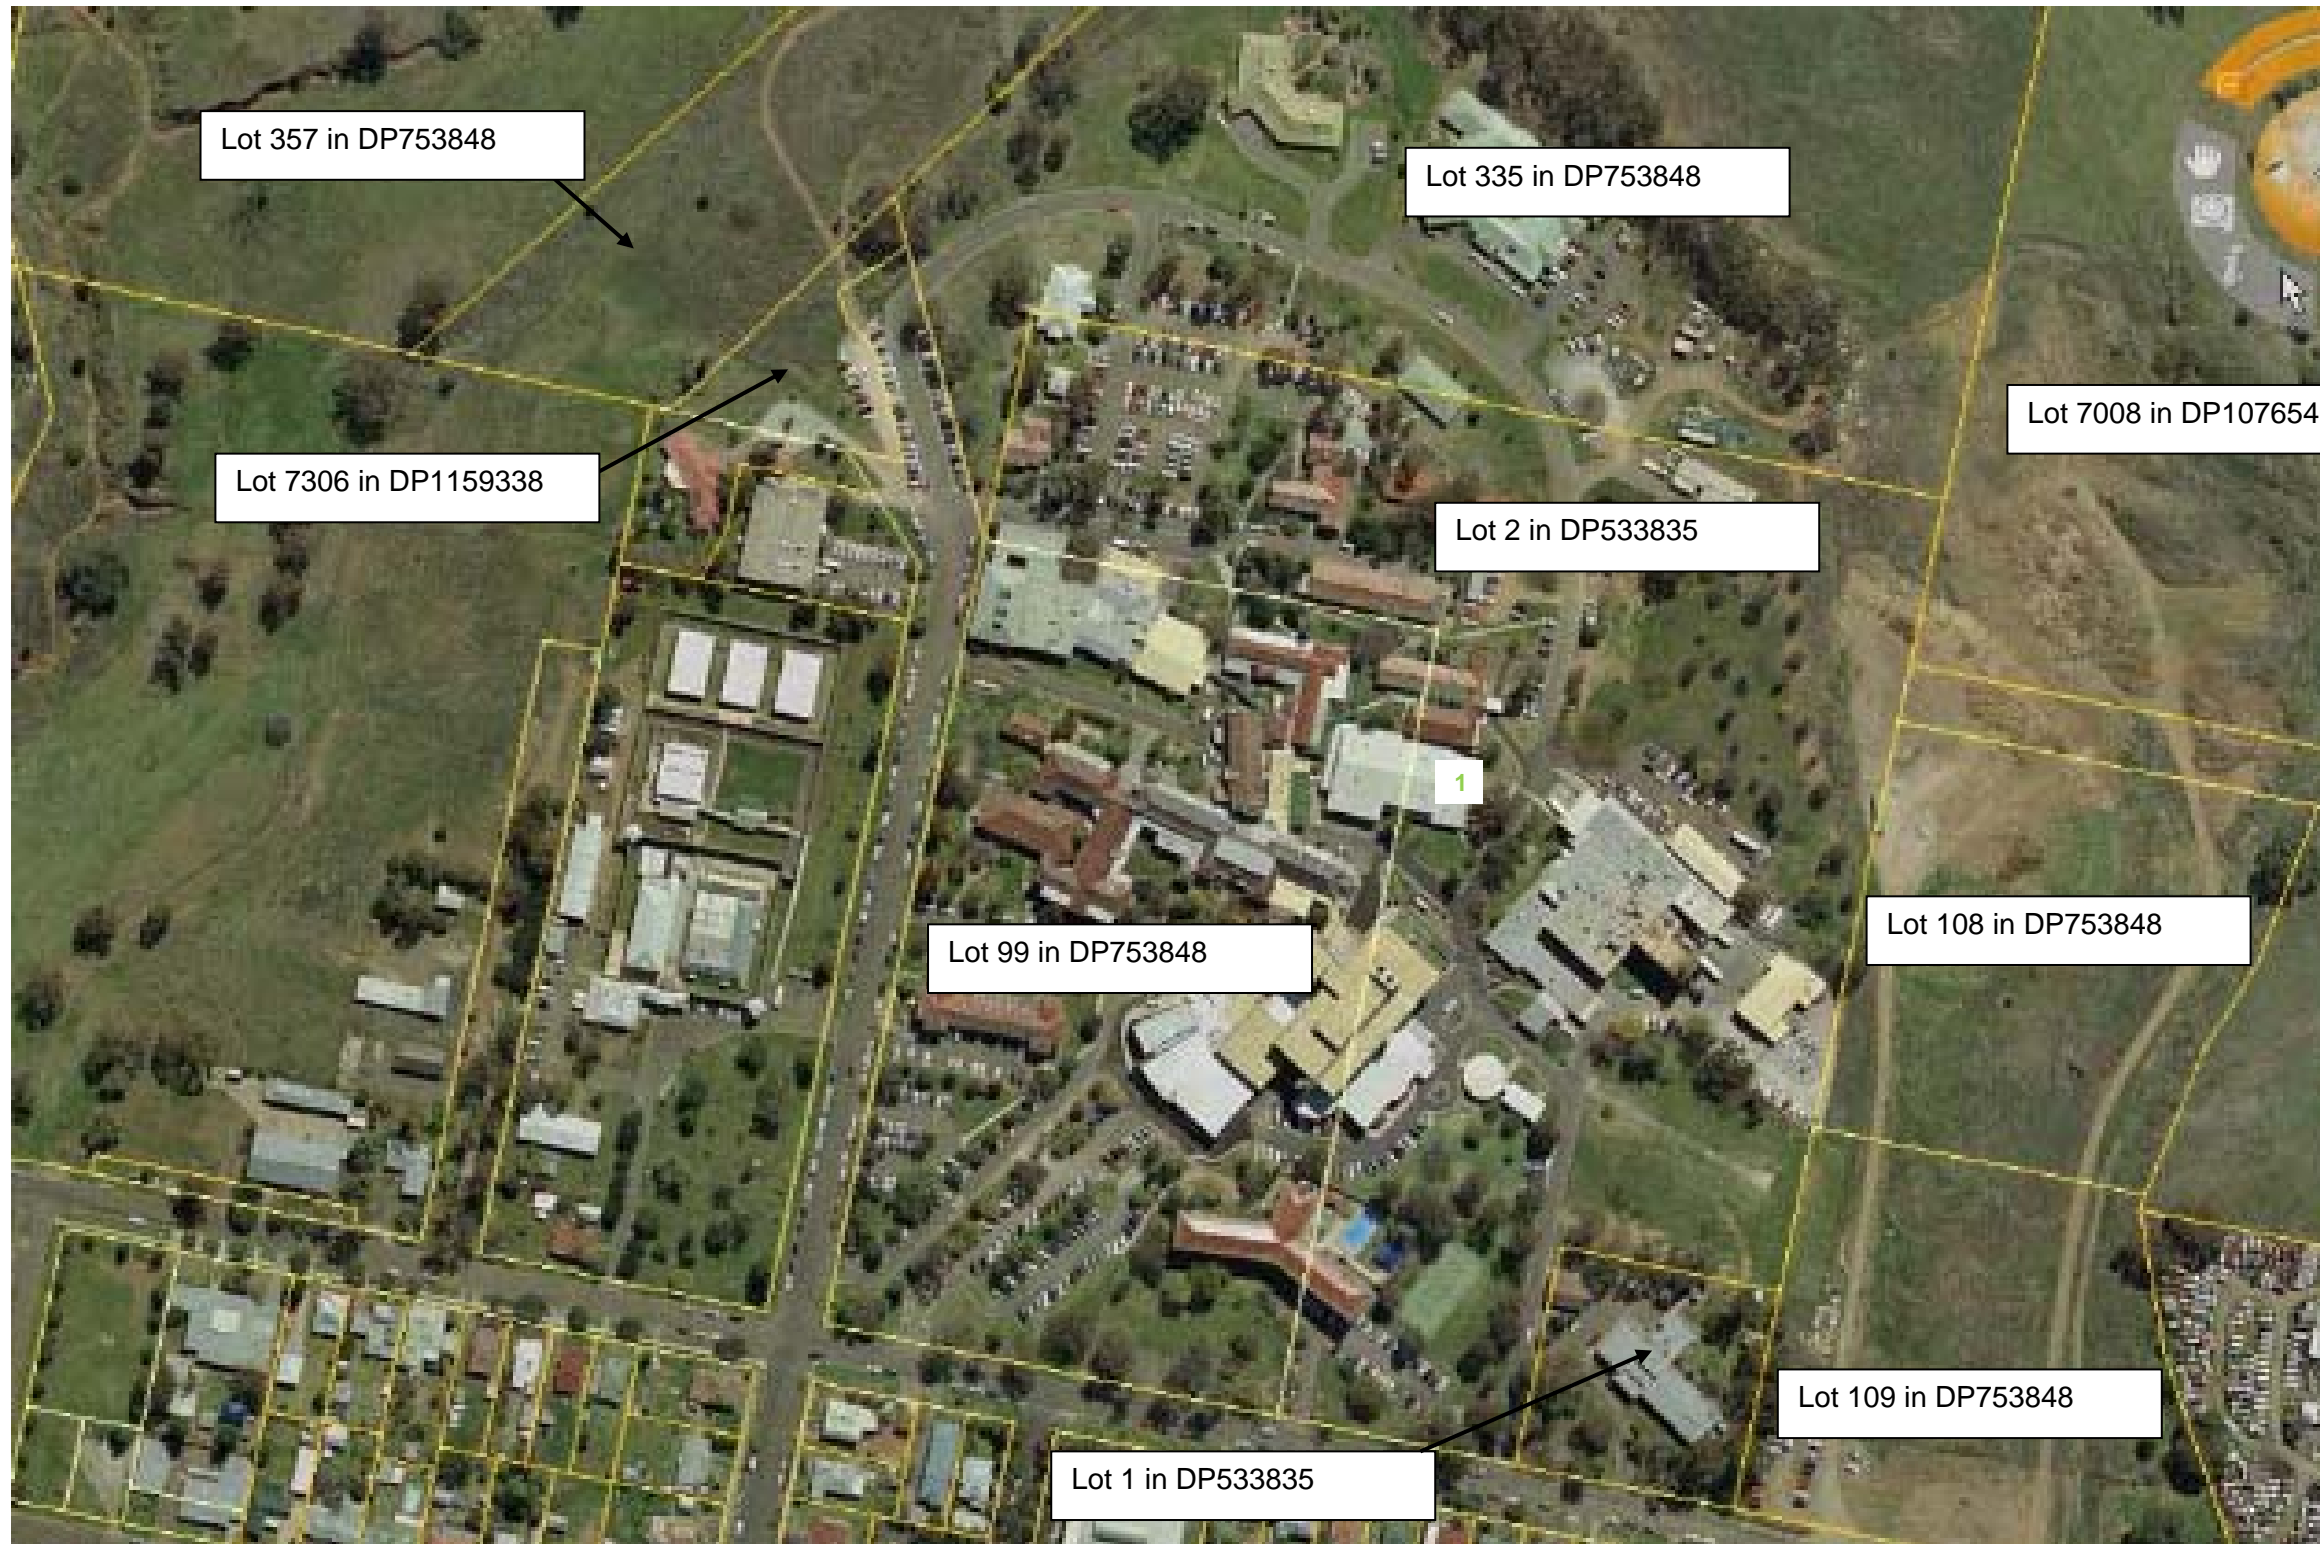 Lot 357 in DP753848
Lot 335 in DP753848
Lot 7008 in DP107654
Lot 7306 in DP1159338
Lot 2 in DP533835
1
Lot 99 in DP753848
Lot 108 in DP753848
Lot 109 in DP753848
Lot 1 in DP533835